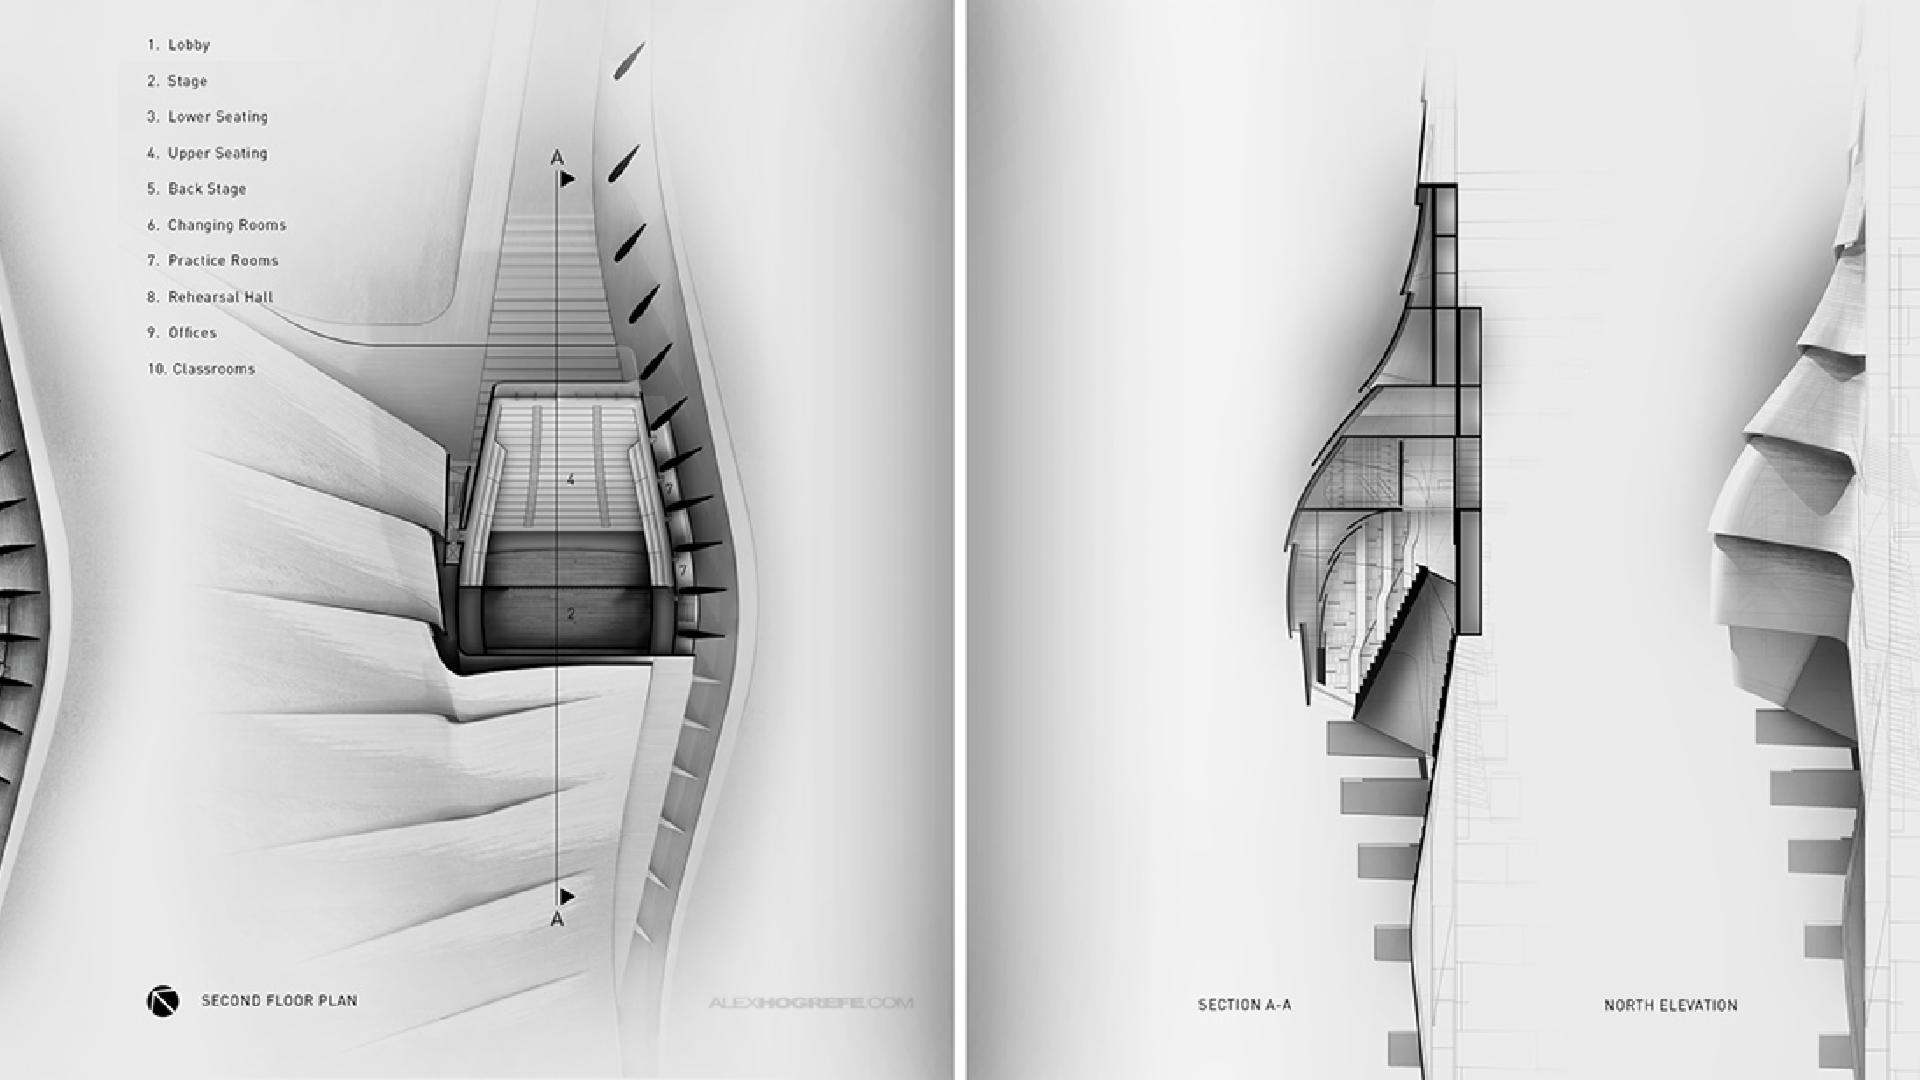 1. Lobby
2. Stage
3. Lower Seating
4. Upper Seating
5. Back Stage
6. Changing Rooms
7. Practice Rooms
8. Rehearsal Hall
9. Offices
10. Classrooms
A
4
7
7
2
A
SECOND FLOOR PLAN
ALEXHOGREFE.COM
SECTION A-A
NORTH ELEVATION